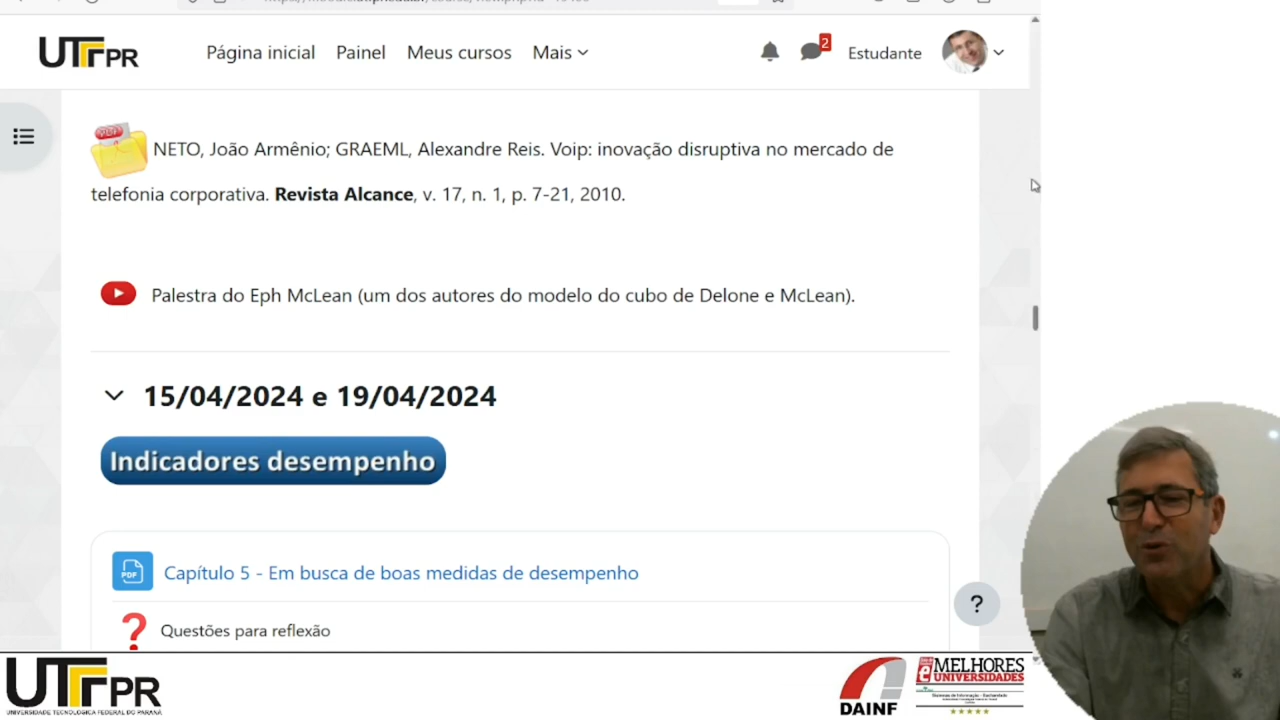 UTFPR
Página inicial
Painel
Meus cursos
Mais
2
Estudante
NETO, João Armênio; GRAEML, Alexandre Reis. Voip: inovação disruptiva no mercado de
telefonia corporativa. Revista Alcance, v. 17, n. 1, p. 7-21, 2010.
Palestra do Eph McLean (um dos autores do modelo do cubo de Delone e McLean).
15/04/2024 e 19/04/2024
Indicadores desempenho
PDF
Capítulo 5 - Em busca de boas medidas de desempenho
?
Questões para reflexão
?
UTFPR
UNIVERSIDADE TECNOLÓGICA FEDERAL DO PARANÁ
DAINF
MELHORES
UNIVERSIDADES